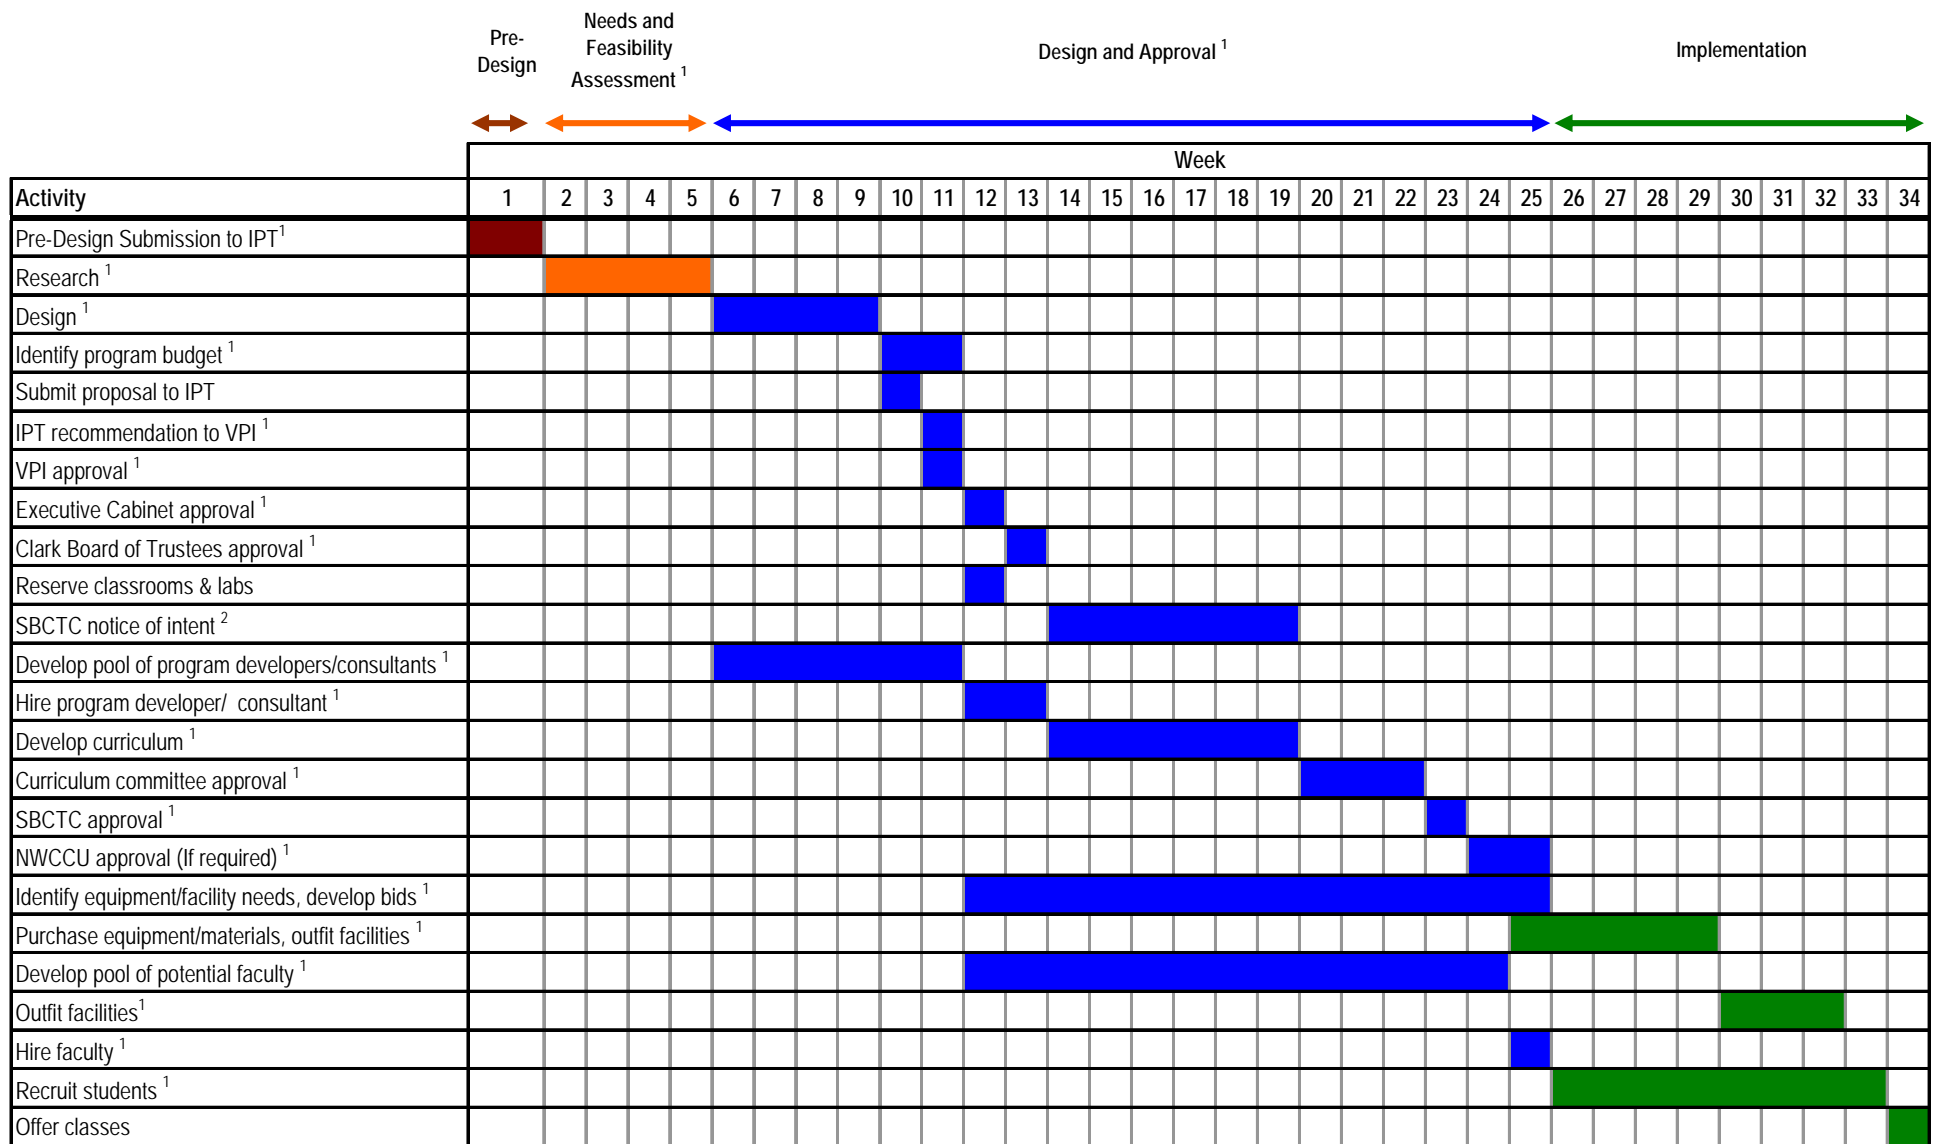 Pre-
Design
Needs and
Feasibility
Assessment 1
Design and Approval 1
Implementation
Week
Activity 1 2 3 4 5 6 7 8 9 10 11 12 13 14 15 16 17 18 19 20 21 22 23 24 25 26 27 28 29 30 31 32 33 34
Pre-Design Submission to IPT1
Research 1
Design 1
Identify program budget 1
Submit proposal to IPT
IPT recommendation to VPI 1
VPI approval 1
Executive Cabinet approval 1
Clark Board of Trustees approval 1
Reserve classrooms & labs
SBCTC notice of intent 2
Develop pool of program developers/consultants 1
Hire program developer/ consultant 1
Develop curriculum 1
Curriculum committee approval 1
SBCTC approval 1
NWCCU approval (If required) 1
Identify equipment/facility needs, develop bids 1
Purchase equipment/materials, outfit facilities 1
Develop pool of potential faculty 1
Outfit facilities1
Hire faculty 1
Recruit students 1
Offer classes